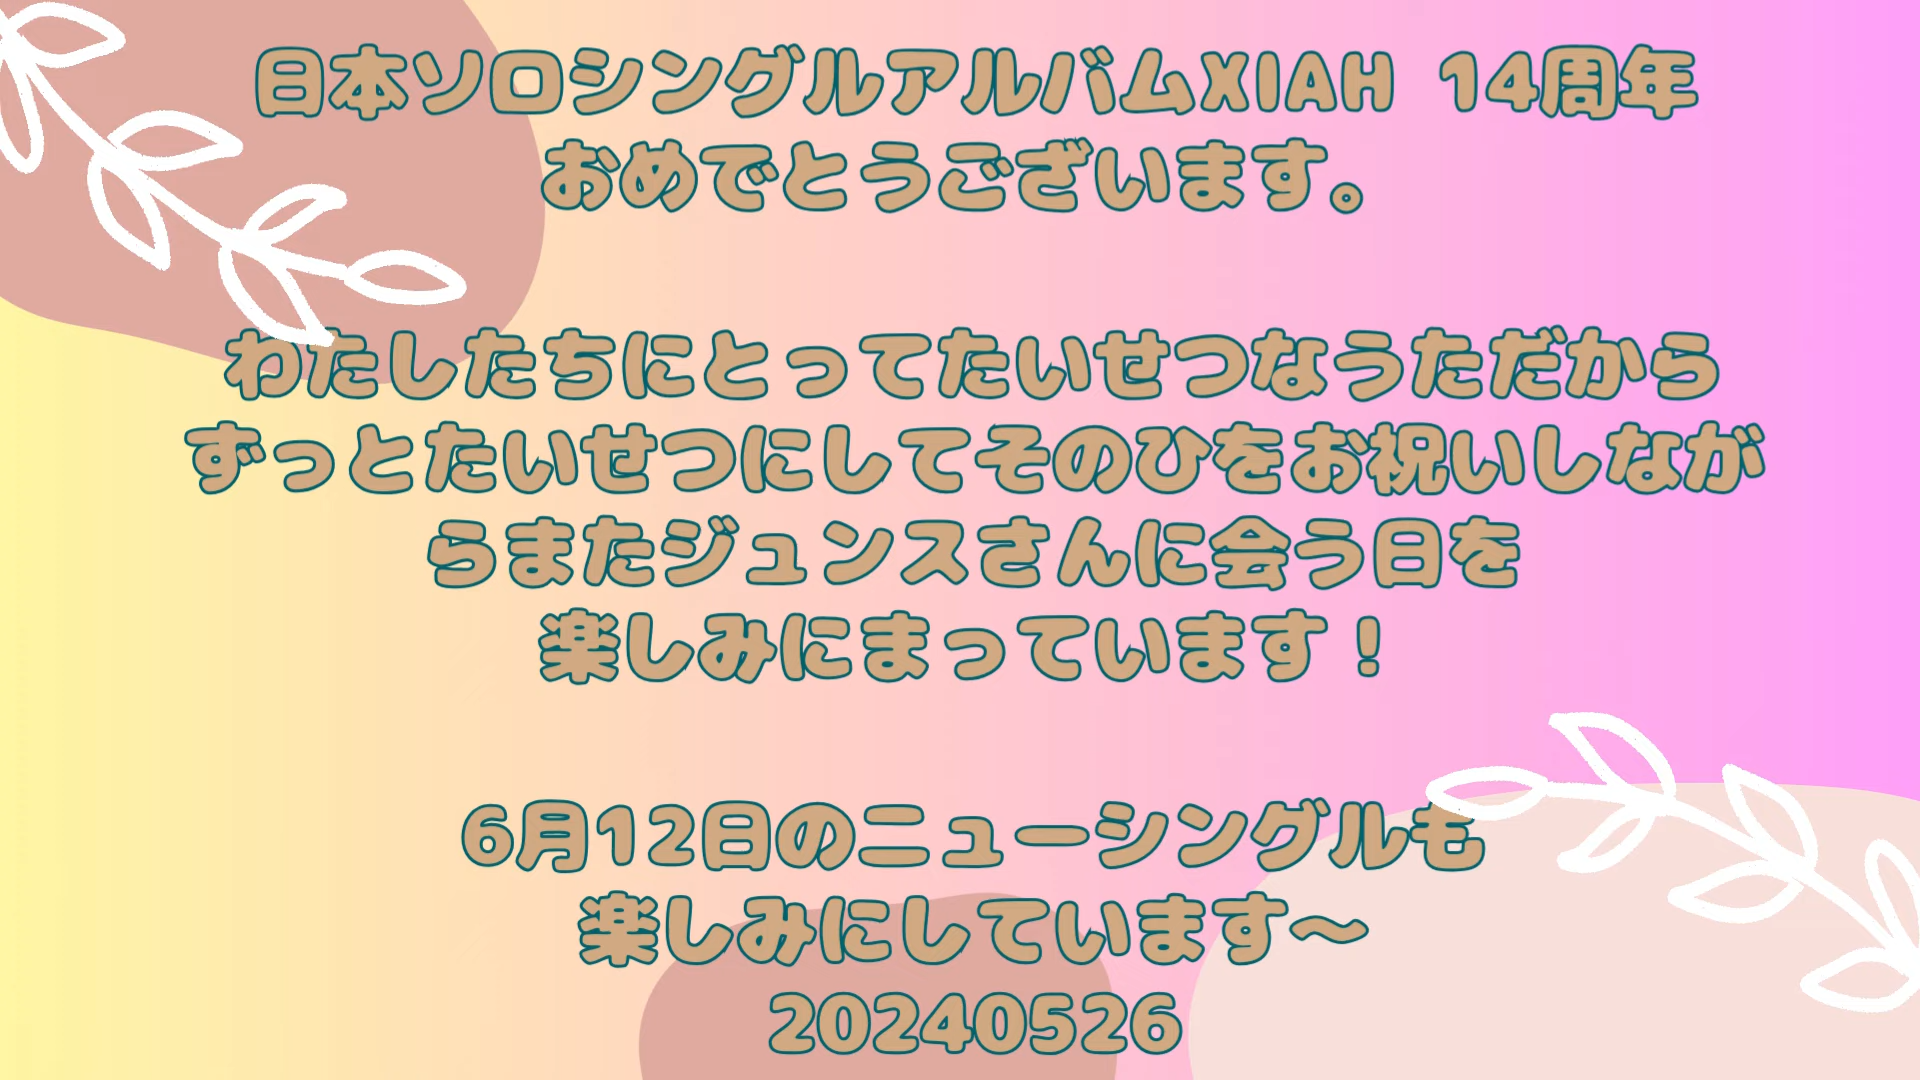 日本ソロシングルアルバムXIAH 14周年
おめでとうございます。
わたしたちにとってたいせつなうただから
ずっとたいせつにしてそのひをお祝いしなが
らまたジュンスさんに会う日を
楽しみにまっています！
6月12日のニューシングルも
楽しみにしています～
20240526